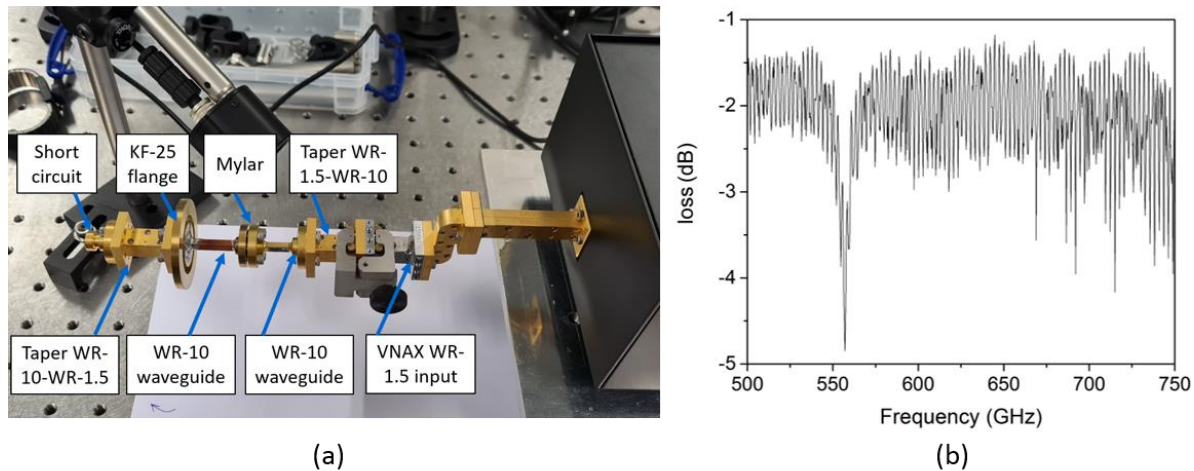 Short
circuit
KF-25
flange
Mylar
Taper WR-
1.5-WR-10
Taper WR-
10-WR-1.5
WR-10
waveguide
WR-10
waveguide
VNAX WR-
1.5 input
(a)
loss (dB)
-1
-2
-3
-4
-5
500 550 600 650 700 750
Frequency (GHz)
(b)